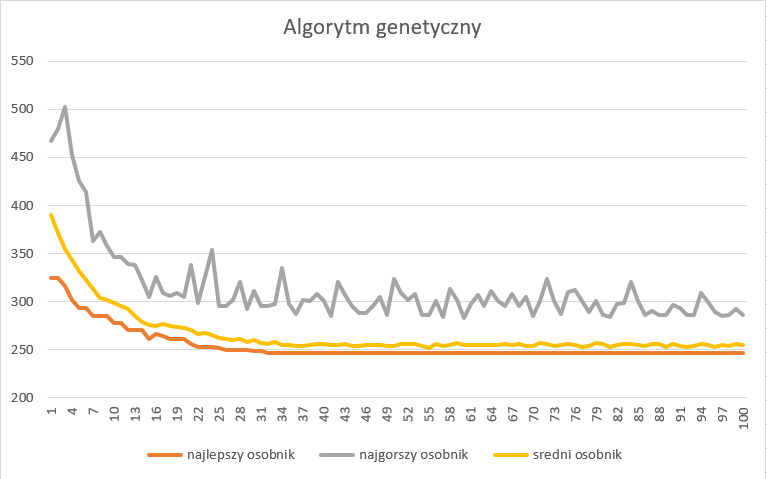 Algorytm genetyczny
550
500
450
400
350
300
250
200
1 4 7 10 13 16 19 22 25 28 31 34 37 40 43 46 49 52 55 58 61 64 67 70 73 76 79 82 85 88 91 94 97 100
najlepszy osobnik najgorszy osobnik sredni osobnik